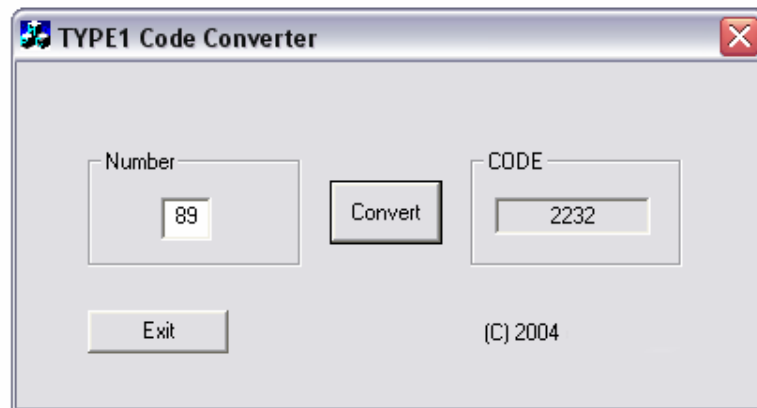 TYPE1 Code Converter
Number
CODE
89
Convert
2232
Exit
(C) 2004